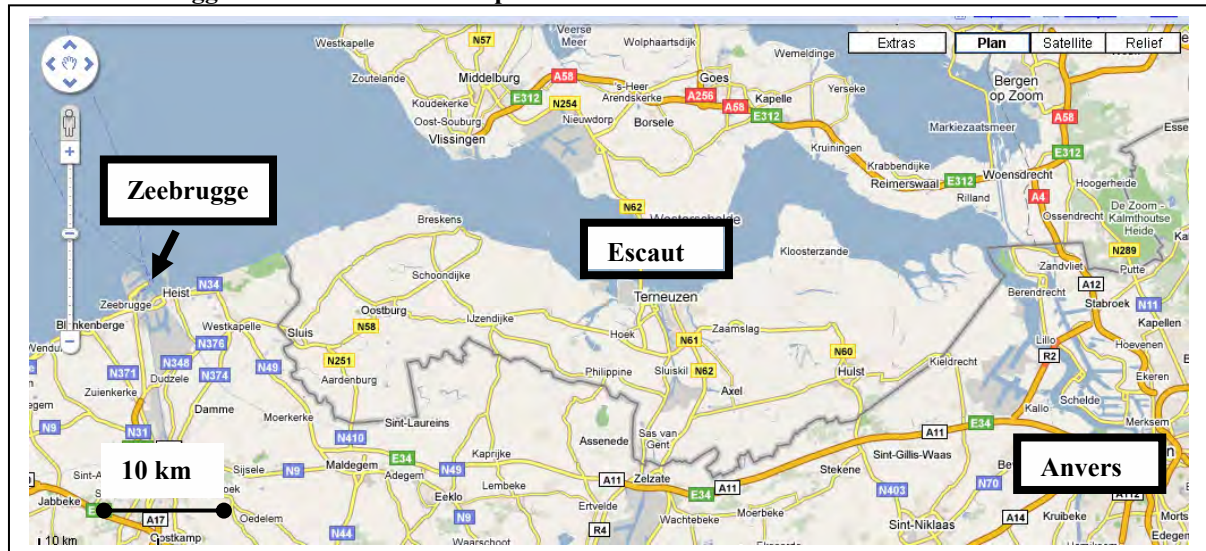 Westkapelle
N57
Veerse
Meer
Wolphaartsdijk
Wemeldinge
Extras
Plan
Satellite
Relief
Zoutelande
Middelburg
A58
's-Heer
Arendskerke
Goes
Yerseke
Bergen
op Zoom
E312
N254
A256
Kapelle
A58
E312
A58
Koudekerke
Oost-Souburg
Nieuwdorp
Borsele
Markiezaatsmeer
Vlissingen
Kruiningen
E312
Krabbendijke
Woensdrecht
Reimerswaal
E312
Rilland
Hoogerheide
Zeebrugge
N62
A4
De Zoom -
Kalmthoutse
Heide
Ossendrecht
Breskens
Escaut
Kloosterzande
N289
Schoondijke
Zandvliet
Putte
N34
Heist
Terneuzen
Berendrecht
A12
Stabroek
Zeebrugge
Oostburg
IJzendijke
N11
Westkapelle
Sluis
N58
Hoek
Zaamslag
Kapellen
N376
N61
Lillo
Hoevenen
N348
N251
N60
R2
N371
N374
N49
Philippine
Sluiskil
N62
Hulst
Kieldrecht
Dudzele
Aardenburg
Axel
Ekeren
Zuienkerke
Schelde
Damme
Moerkerke
Kallo
Merksem
N9
N31
Sint-Laureins
Assenede
Sas van
Gent
A11
E34
N410
Sint-Gillis-Waas
10 km
Sijsele
N9
E34
N49
Kaprijke
Anvers
Maldegem
Adegem
Stekene
Jabbeke
Eeklo
Lembeke
A11
Zelzate
E34
A11
N403
N70
Oedelem
Ertvelde
A17
N9
Wachtebeke
Moerbeke
A14
Kruibeke
N44
Waarschoot
R4
Sint-Niklaas
10 km
Oostkamp